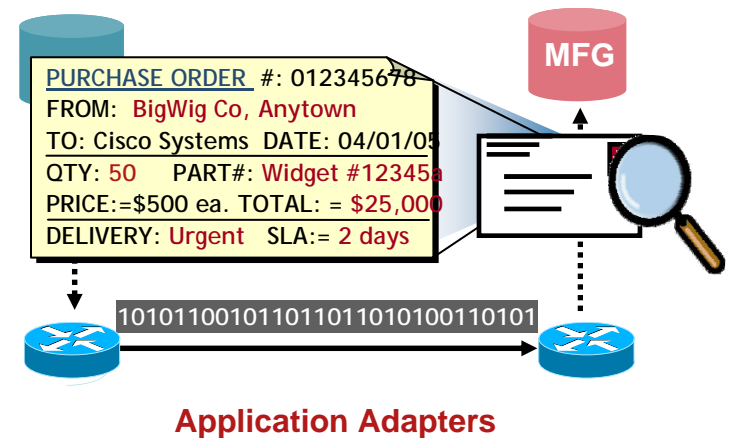 MFG
PURCHASE ORDER #: 012345678
FROM: BigWig Co, Anytown
TO: Cisco Systems DATE: 04/01/05
QTY: 50 PART#: Widget #12345a
PRICE:=$500 ea. TOTAL: = $25,000
DELIVERY: Urgent SLA:= 2 days
101011001011011011010100110101
Application Adapters